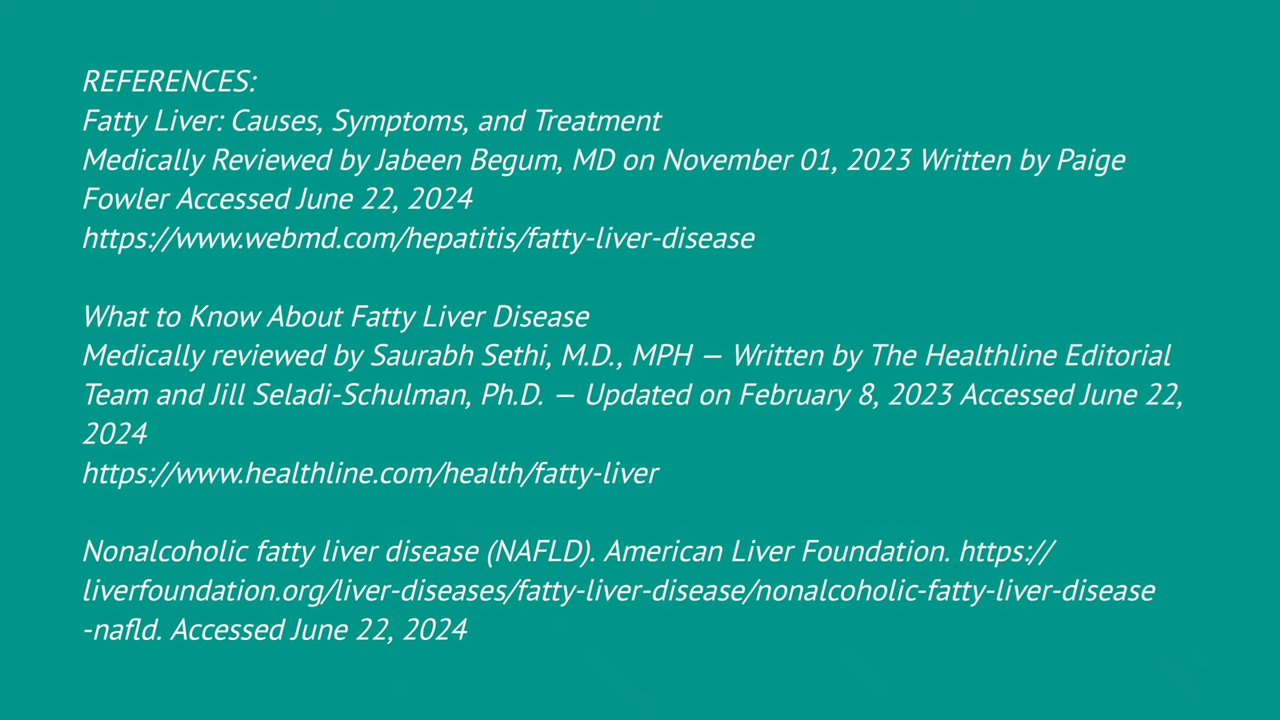 REFERENCES:
Fatty Liver: Causes, Symptoms, and Treatment
Medically Reviewed by Jabeen Begum, MD on November 01, 2023 Written by Paige
Fowler Accessed June 22, 2024
https://www.webmd.com/hepatitis/fatty-liver-disease
What to Know About Fatty Liver Disease
Medically reviewed by Saurabh Sethi, M.D., MPH — Written by The Healthline Editorial
Team and Jill Seladi-Schulman, Ph.D. — Updated on February 8, 2023 Accessed June 22,
2024
https://www.healthline.com/health/fatty-liver
Nonalcoholic fatty liver disease (NAFLD). American Liver Foundation. https://
liverfoundation.org/liver-diseases/fatty-liver-disease/nonalcoholic-fatty-liver-disease
-nafld. Accessed June 22, 2024